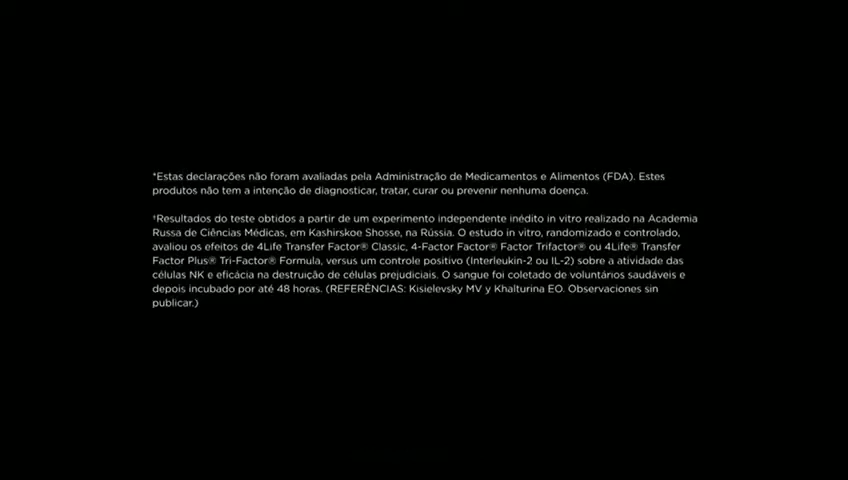 *Estas declarações não foram avaliadas pela Administração de Medicamentos e Alimentos (FDA). Estes
produtos não tem a intenção de diagnosticar, tratar, curar ou prevenir nenhuma doença.
†Resultados do teste obtidos a partir de um experimento independente inédito in vitro realizado na Academia
Russa de Ciências Médicas, em Kashirskoe Shosse, na Rússia. O estudo in vitro, randomizado e controlado,
avaliou os efeitos de 4Life Transfer Factor® Classic, 4-Factor Factor® Factor Trifactor® ou 4Life® Transfer
Factor Plus® Tri-Factor® Formula, versus um controle positivo (Interleukin-2 ou IL-2) sobre a atividade das
células NK e eficácia na destruição de células prejudiciais. O sangue foi coletado de voluntários saudáveis e
depois incubado por até 48 horas. (REFERÊNCIAS: Kisielevsky MV y Khalturina EO. Observaciones sin
publicar.)